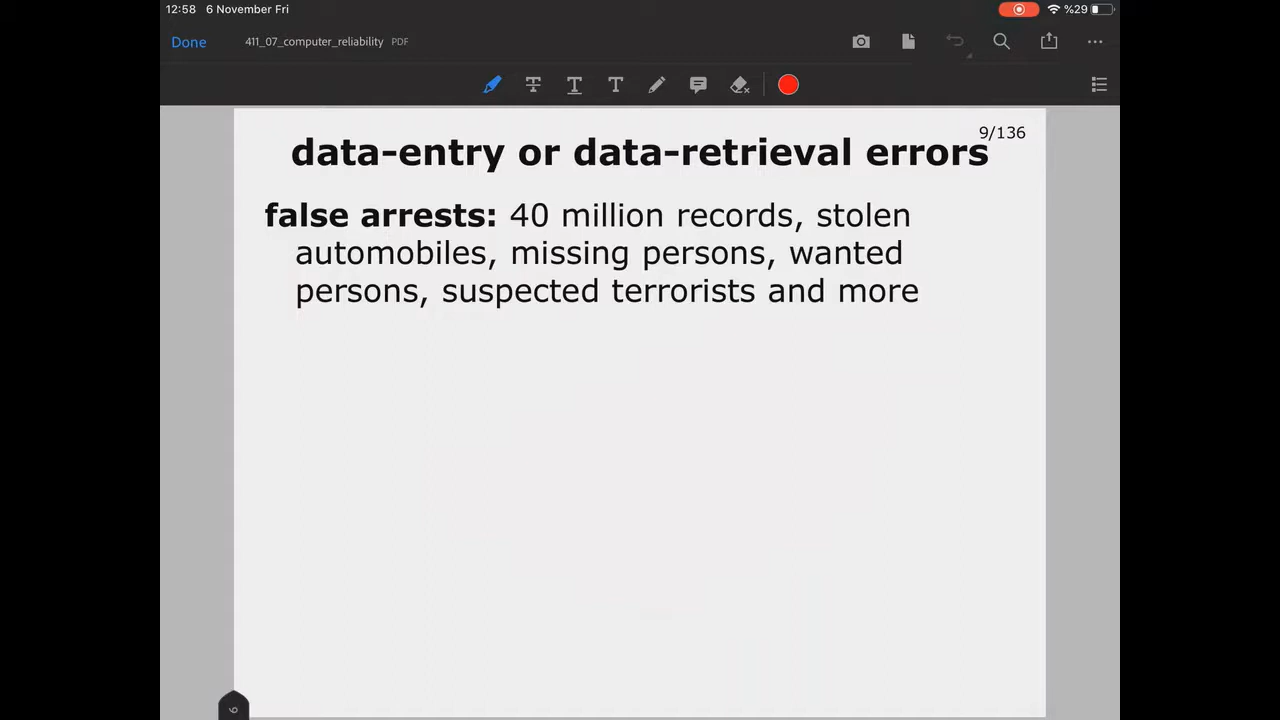 12:58 6 November Fri
%29
Done
411_07_computer_reliability PDF
9/136
data-entry or data-retrieval errors
false arrests: 40 million records, stolen
automobiles, missing persons, wanted
persons, suspected terrorists and more